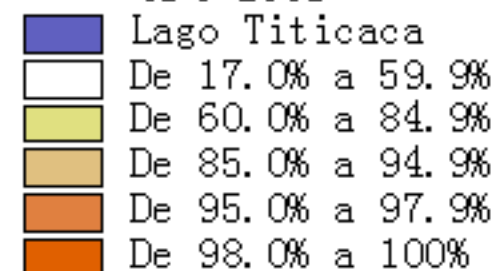 Lago Titicaca
De 17.0% a 59.9%
De 60.0% a 84.9%
De 85.0% a 94.9%
De 95.0% a 97.9%
De 98.0% a 100%